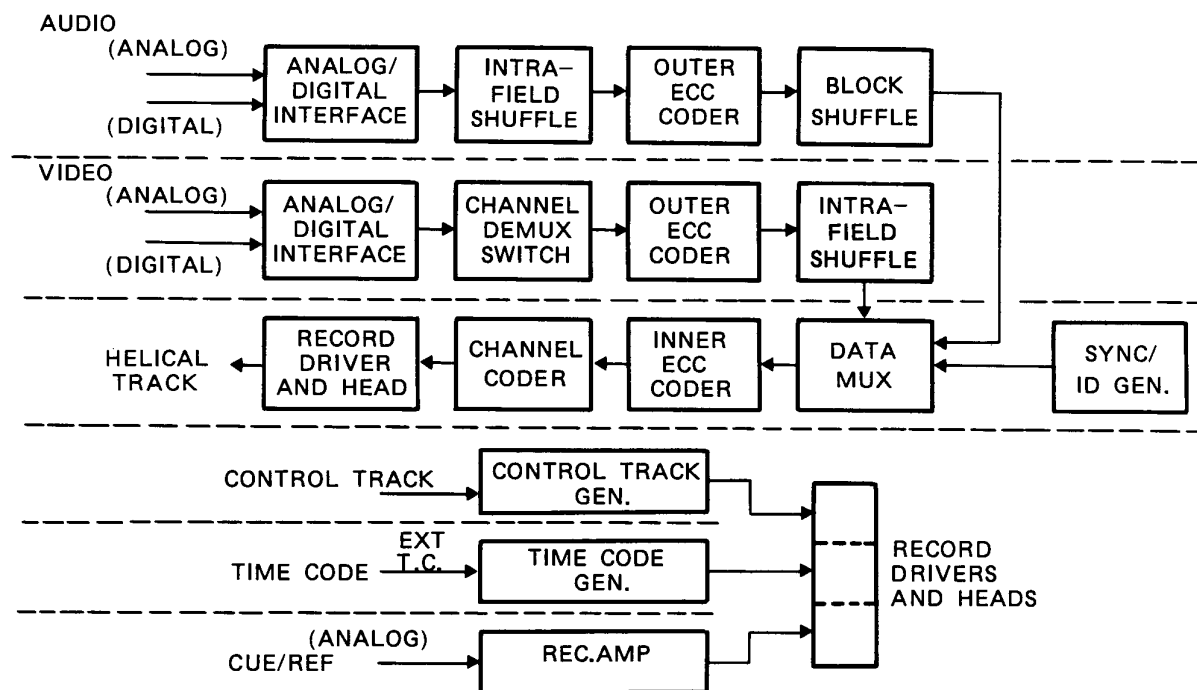 AUDIO
(ANALOG)
(DIGITAL)
ANALOG/
DIGITAL
INTERFACE
INTRA-
FIELD
SHUFFLE
OUTER
ECC
CODER
BLOCK
SHUFFLE
VIDEO
(ANALOG)
(DIGITAL)
ANALOG/
DIGITAL
INTERFACE
CHANNEL
DEMUX
SWITCH
OUTER
ECC
CODER
INTRA-
FIELD
SHUFFLE
HELICAL
TRACK
RECORD
DRIVER
AND HEAD
CHANNEL
CODER
INNER
ECC
CODER
DATA
MUX
SYNC/
ID GEN.
CONTROL TRACK
CONTROL TRACK
GEN.
TIME CODE
EXT
T.C.
TIME CODE
GEN.
(ANALOG)
CUE/REF
REC.AMP
RECORD
DRIVERS
AND HEADS